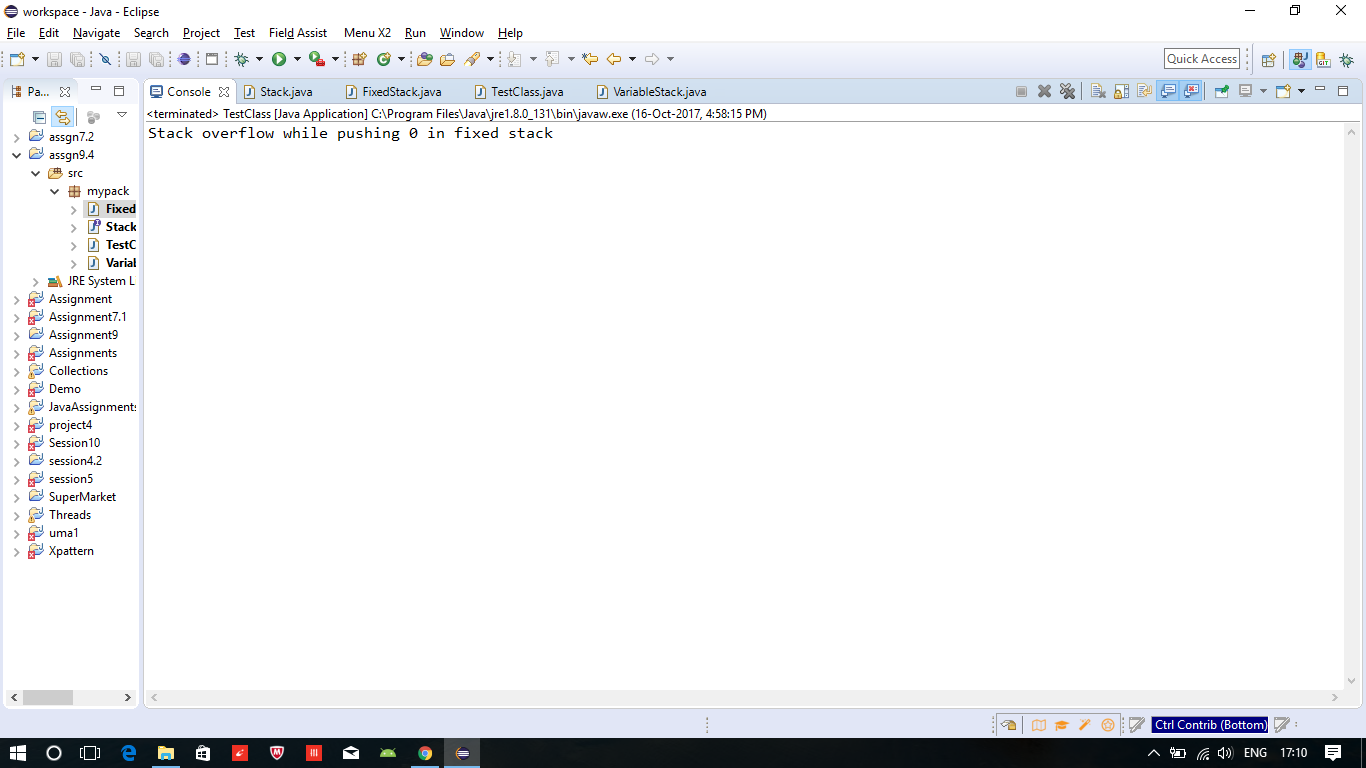 workspace - Java - Eclipse
File Edit Navigate Search Project Test Field Assist Menu X2 Run Window Help
Quick Access
Pa...
Console Stack.java FixedStack.java TestClass.java VariableStack.java
<terminated> TestClass [Java Application] C:\Program Files\Java\jre1.8.0_131\bin\javaw.exe (16-Oct-2017, 4:58:15 PM)
Stack overflow while pushing 0 in fixed stack
assgn7.2
assgn9.4
src
mypack
Fixed
Stack
TestC
Varial
JRE System L
Assignment
Assignment7.1
Assignment9
Assignments
Collections
Demo
JavaAssignments
project4
Session10
session4.2
session5
SuperMarket
Threads
uma1
Xpattern
Ctrl Contrib (Bottom)
ENG 17:10